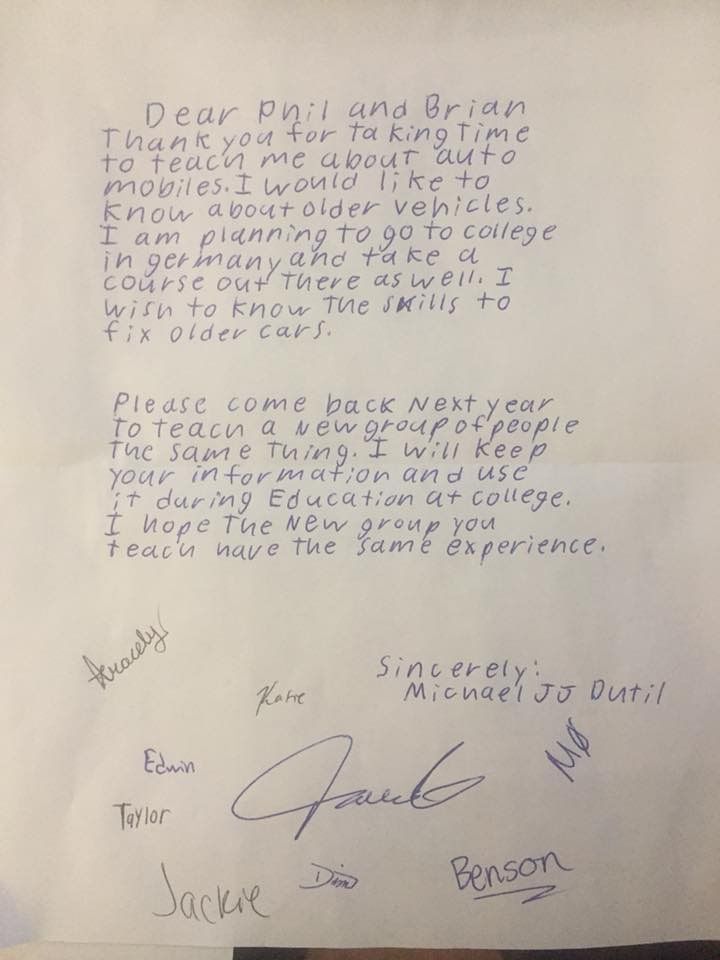 Dear Phil and Brian
Thank you for taking time
to teach me about auto
mobiles. I would like to
know about older vehicles.
I am planning to go to college
in germany and take a
course out there as well. I
wish to know the skills to
fix older cars.
Please come back Next year
to teach a New group of people
the same thing. I will keep
your information and use
it during Education at college.
I hope the New group you
teach have the same experience.
Sincerely:
Michael JJ Dutil
Aracely
Katie
Edwin
Taylor
Jackie
Benson